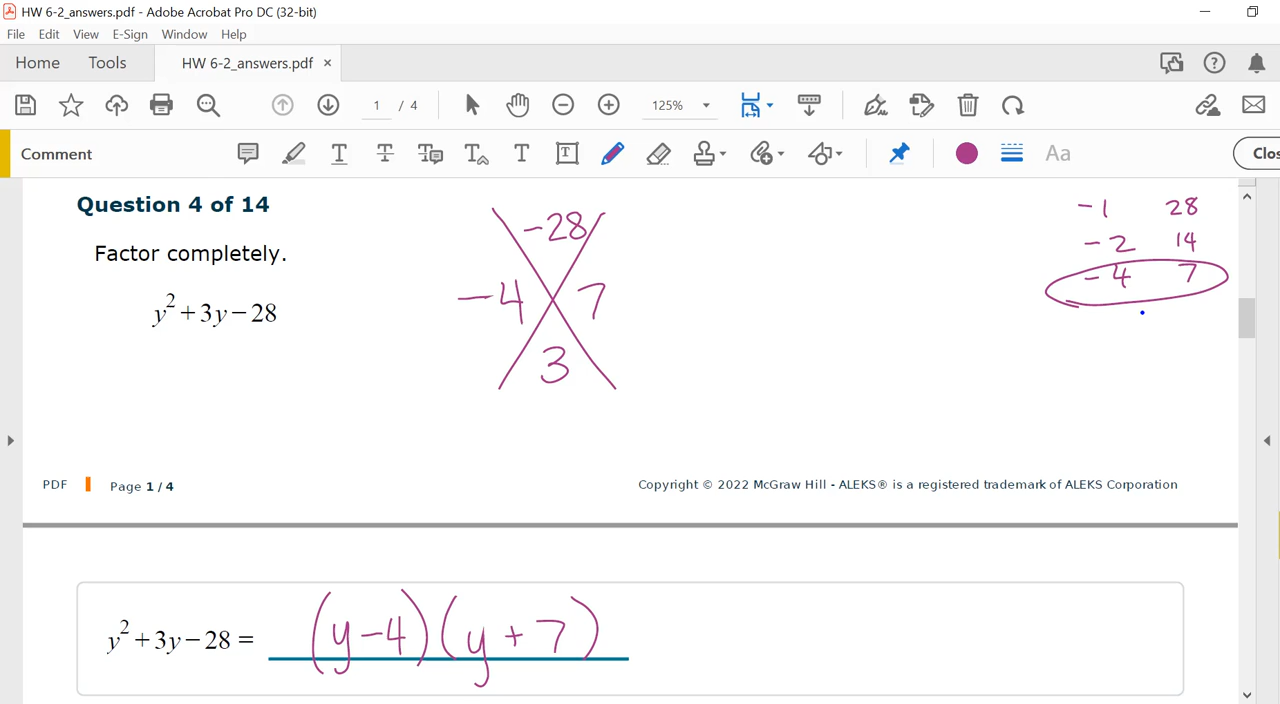 HW 6-2_answers.pdf - Adobe Acrobat Pro DC (32-bit)
File Edit View E-Sign Window Help
Home Tools HW 6-2_answers.pdf ×
1 / 4 125%
Comment Aa Clos
Question 4 of 14
Factor completely.
y² + 3y − 28
−28
−4 7
3
−1 28
−2 14
−4 7
PDF Page 1 / 4 Copyright © 2022 McGraw Hill - ALEKS® is a registered trademark of ALEKS Corporation
y² + 3y − 28 = (y − 4)(y + 7)